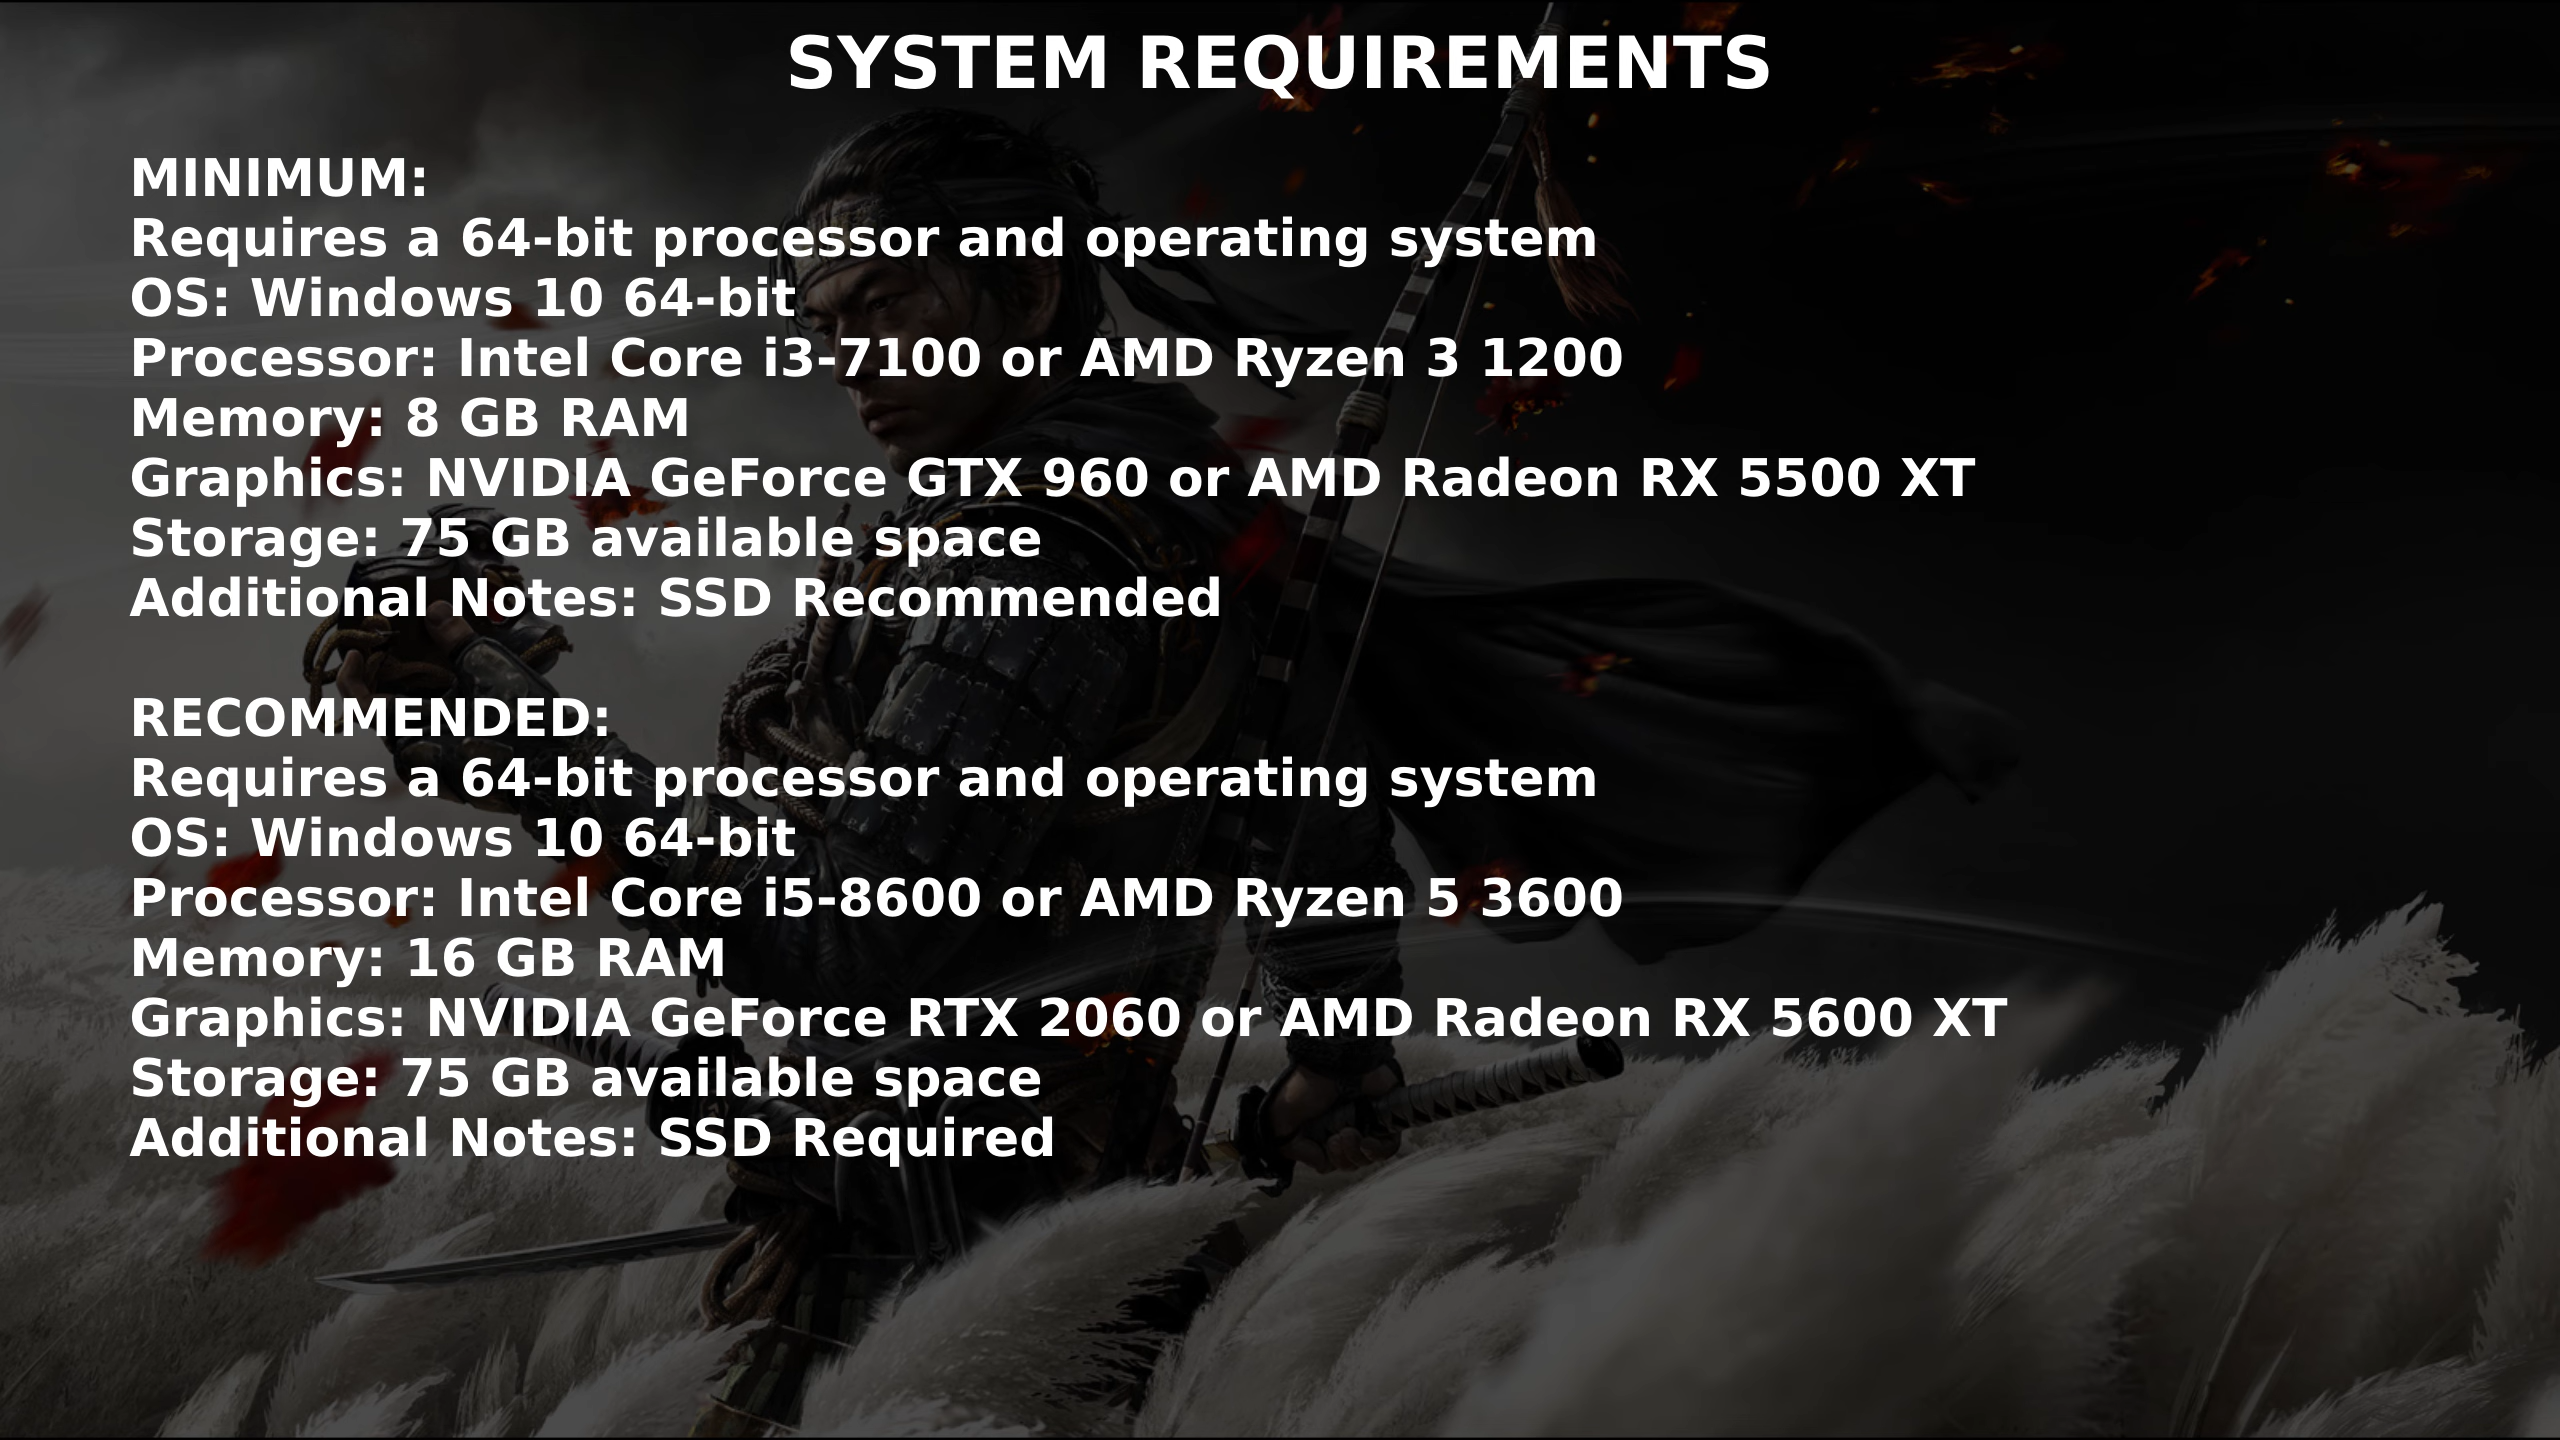 SYSTEM REQUIREMENTS
MINIMUM:
Requires a 64-bit processor and operating system
OS: Windows 10 64-bit
Processor: Intel Core i3-7100 or AMD Ryzen 3 1200
Memory: 8 GB RAM
Graphics: NVIDIA GeForce GTX 960 or AMD Radeon RX 5500 XT
Storage: 75 GB available space
Additional Notes: SSD Recommended
RECOMMENDED:
Requires a 64-bit processor and operating system
OS: Windows 10 64-bit
Processor: Intel Core i5-8600 or AMD Ryzen 5 3600
Memory: 16 GB RAM
Graphics: NVIDIA GeForce RTX 2060 or AMD Radeon RX 5600 XT
Storage: 75 GB available space
Additional Notes: SSD Required